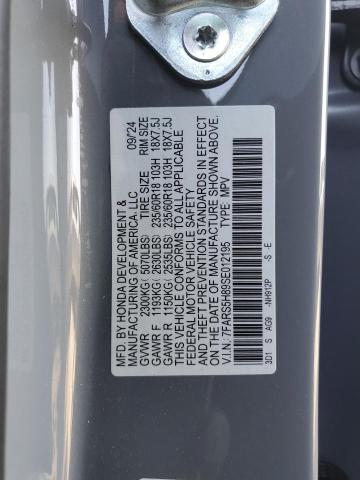 MFD. BY HONDA DEVELOPMENT &
MANUFACTURING OF AMERICA, LLC 09/'24
GVWR 2300KG( 5070LBS) TIRE SIZE RIM SIZE
GAWR F 1193KG( 2630LBS) 235/60R18 103H 18X7.5J
GAWR R 1150KG( 2535LBS) 235/60R18 103H 18X7.5J
THIS VEHICLE CONFORMS TO ALL APPLICABLE
FEDERAL MOTOR VEHICLE SAFETY
AND THEFT PREVENTION STANDARDS IN EFFECT
ON THE DATE OF MANUFACTURE SHOWN ABOVE.
V.I.N.: 7FARS5H89SE012195 TYPE: MPV
3D1 S AG9 -NH912P -S -E